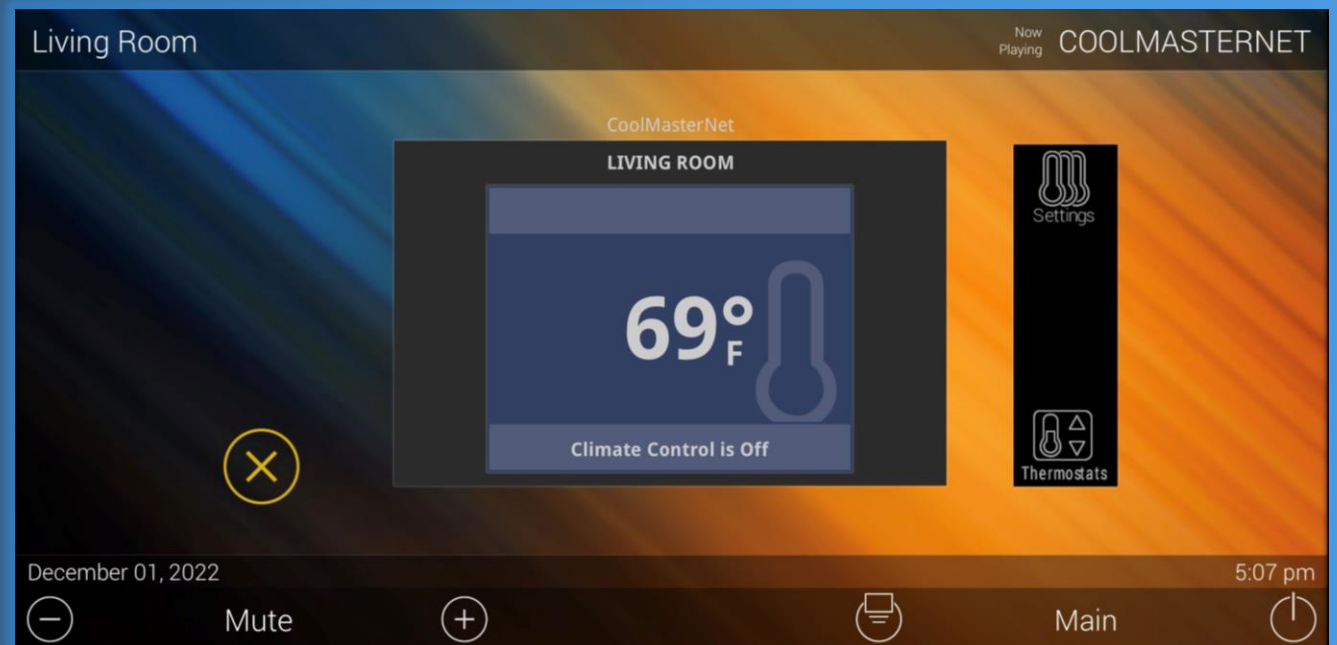 Living Room
Now
Playing
COOLMASTERNET
CoolMasterNet
LIVING ROOM
69°
F
Climate Control is Off
Settings
Thermostats
December 01, 2022
5:07 pm
Mute
Main